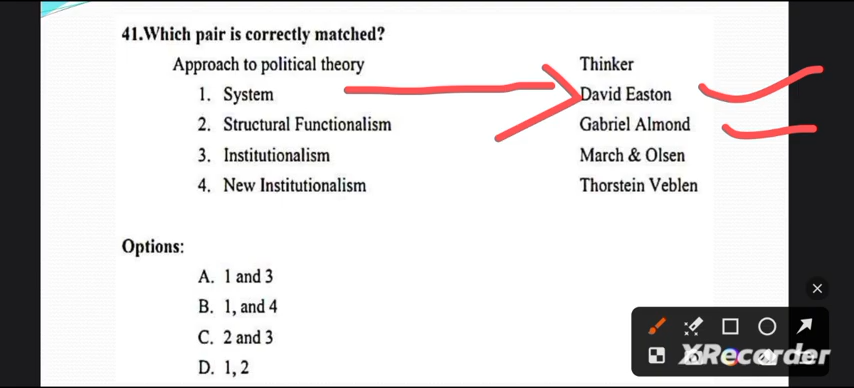 41.Which pair is correctly matched?
Approach to political theory Thinker
1. System David Easton
2. Structural Functionalism Gabriel Almond
3. Institutionalism March & Olsen
4. New Institutionalism Thorstein Veblen
Options:
A. 1 and 3
B. 1, and 4
C. 2 and 3
D. 1, 2
XRecorder